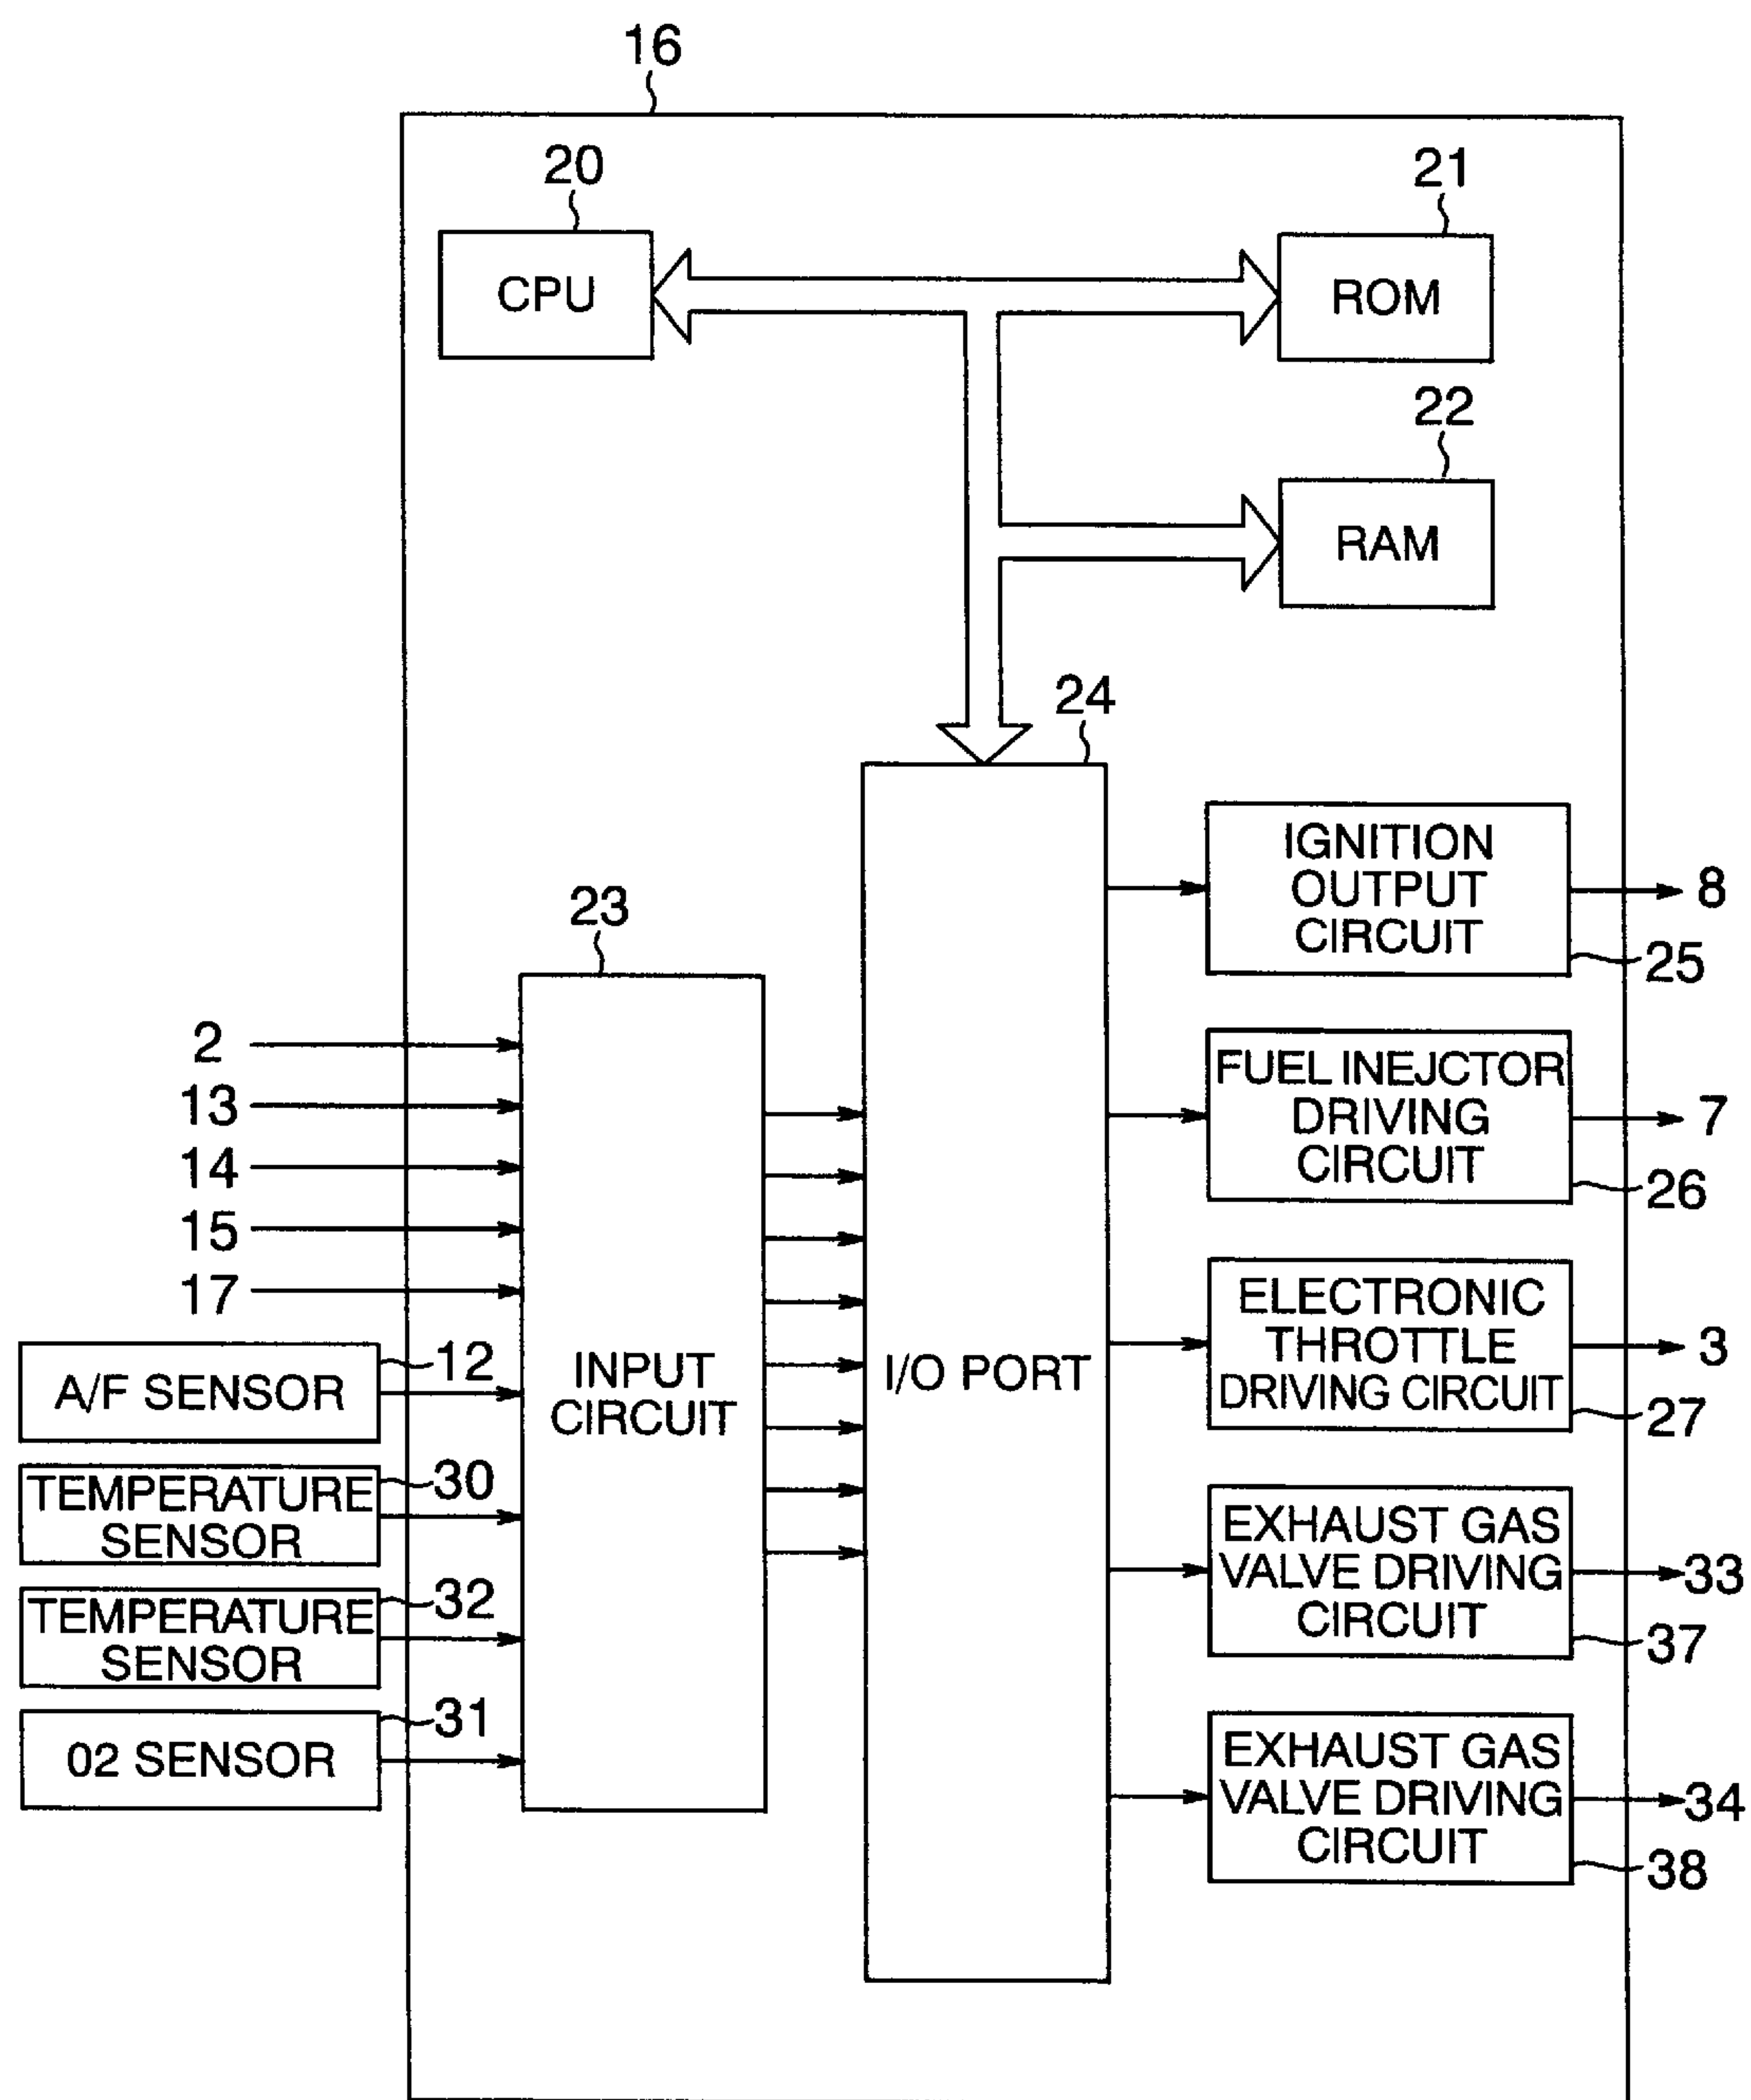 16
20
21
CPU
ROM
22
RAM
24
IGNITION
OUTPUT
CIRCUIT
8
25
23
2
13
14
15
17
FUEL INEJCTOR
DRIVING
CIRCUIT
7
26
INPUT
CIRCUIT
I/O PORT
ELECTRONIC
THROTTLE
DRIVING CIRCUIT
3
27
A/F SENSOR
12
TEMPERATURE
SENSOR
30
TEMPERATURE
SENSOR
32
02 SENSOR
31
EXHAUST GAS
VALVE DRIVING
CIRCUIT
33
37
EXHAUST GAS
VALVE DRIVING
CIRCUIT
34
38